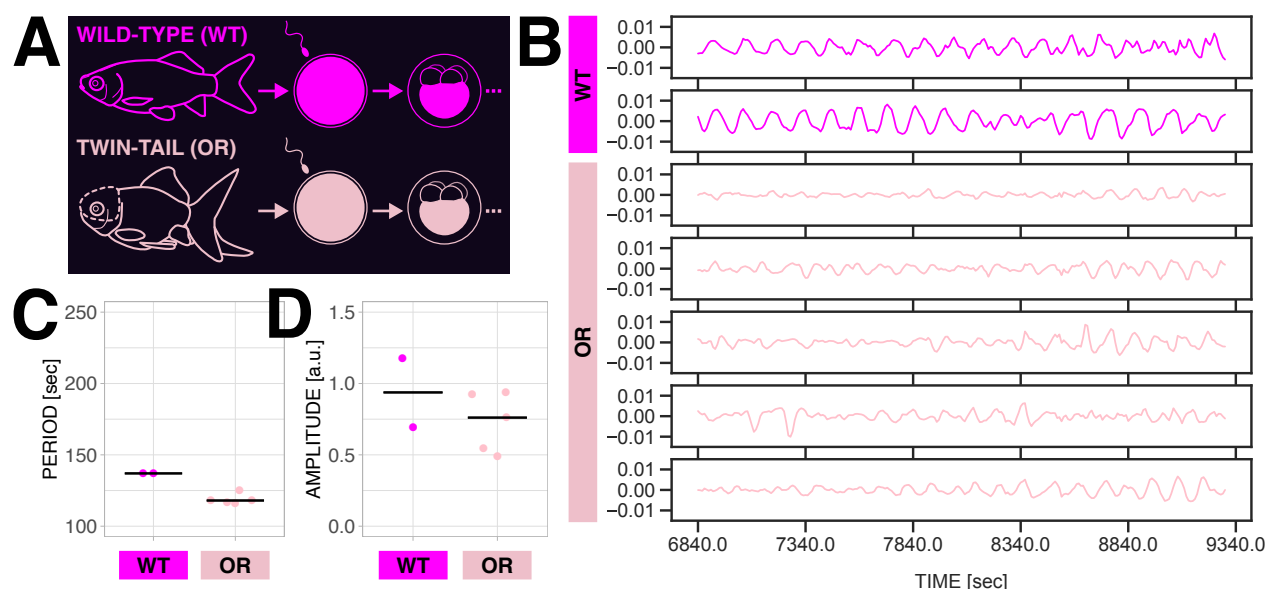 A
WILD-TYPE (WT)
TWIN-TAIL (OR)
B
WT
0.01
0.00
−0.01
0.01
0.00
−0.01
OR
0.01
0.00
−0.01
0.01
0.00
−0.01
0.01
0.00
−0.01
0.01
0.00
−0.01
0.01
0.00
−0.01
6840.0 7340.0 7840.0 8340.0 8840.0 9340.0
TIME [sec]
C
PERIOD [sec]
250
200
150
100
WT OR
D
AMPLITUDE [a.u.]
1.5
1.0
0.5
0.0
WT OR